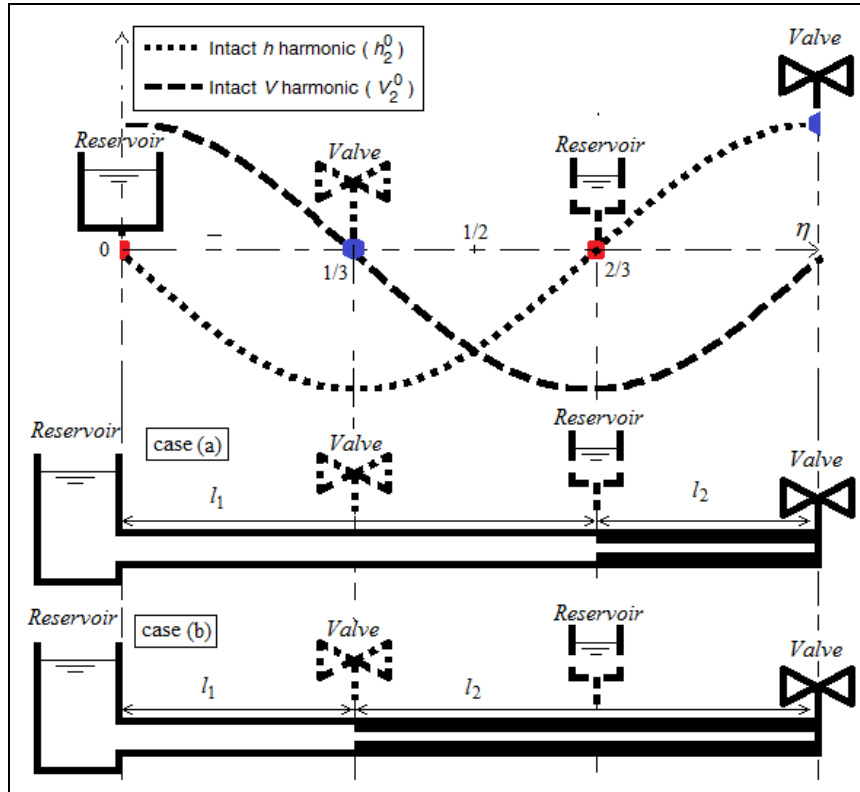 Intact h harmonic ( h₂⁰ )
Intact V harmonic ( V₂⁰ )
Valve
Reservoir
Valve
Reservoir
0
1/3
1/2
2/3
η
Reservoir
case (a)
Valve
Reservoir
Valve
l₁
l₂
Reservoir
case (b)
Valve
Reservoir
Valve
l₁
l₂